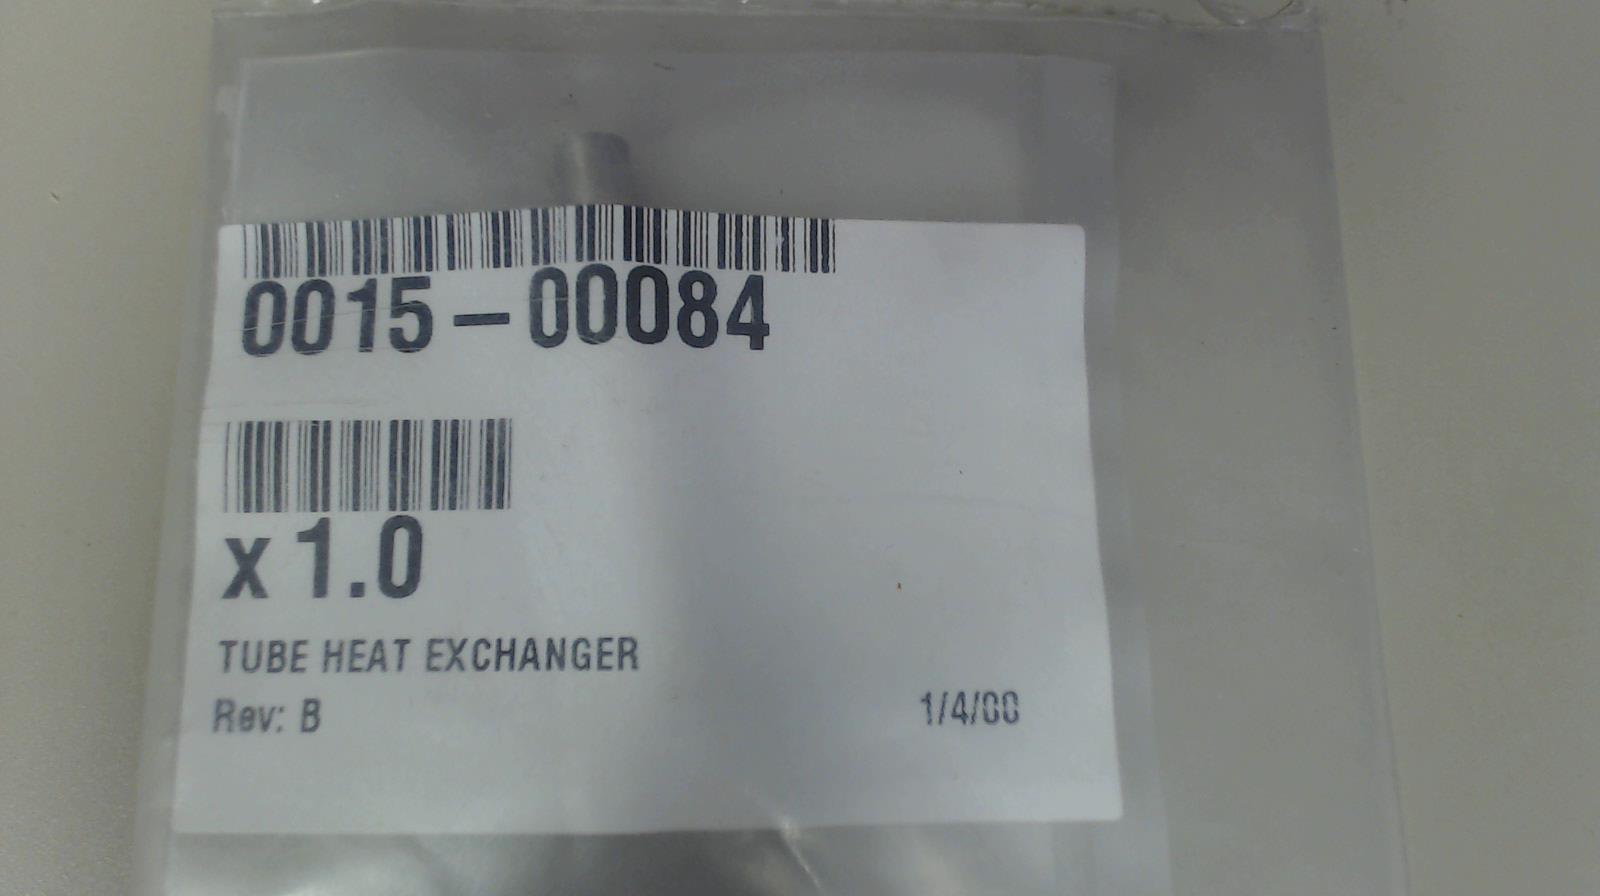 0015-00084
x 1.0
TUBE HEAT EXCHANGER
Rev: B
1/4/00